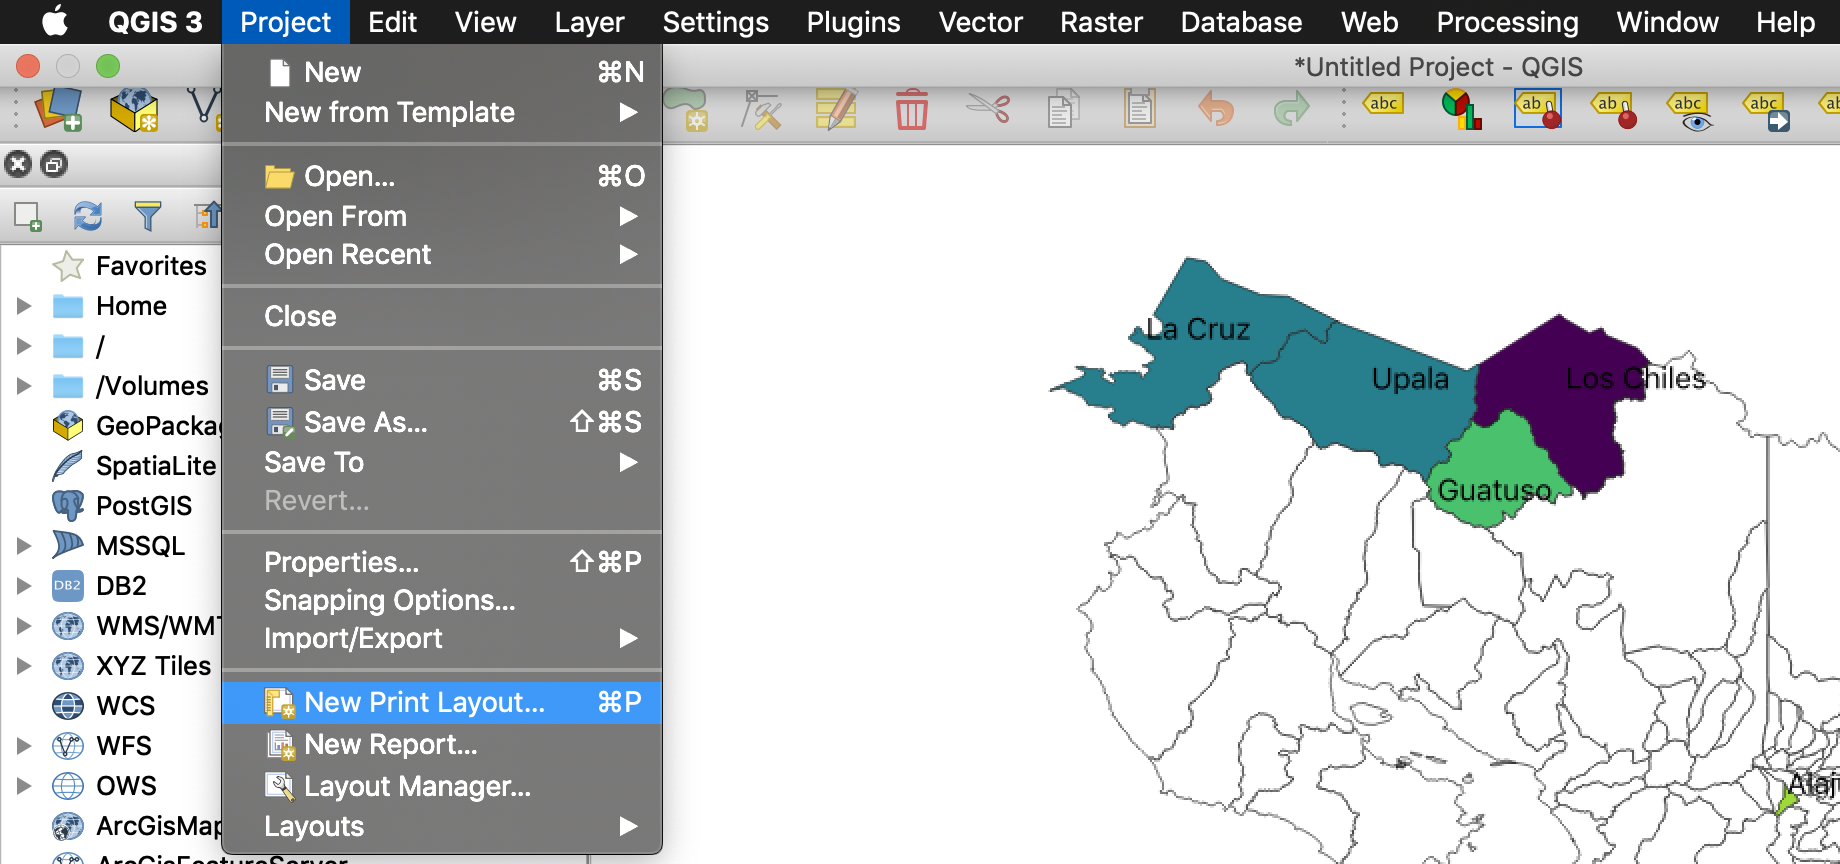 QGIS 3 Project Edit View Layer Settings Plugins Vector Raster Database Web Processing Window Help
*Untitled Project - QGIS
abc ab ab abc abc
New ⌘N
New from Template ▶
Open... ⌘O
Open From ▶
Open Recent ▶
Close
Save ⌘S
Save As... ⇧⌘S
Save To ▶
Revert...
Properties... ⇧⌘P
Snapping Options...
Import/Export ▶
New Print Layout... ⌘P
New Report...
Layout Manager...
Layouts ▶
Favorites
Home
/
/Volumes
GeoPacka
SpatiaLite
PostGIS
MSSQL
DB2 DB2
WMS/WMT
XYZ Tiles
WCS
WFS
OWS
ArcGisMap
ArcGisFeatureServer
La Cruz
Upala
Los Chiles
Guatuso
Alaj